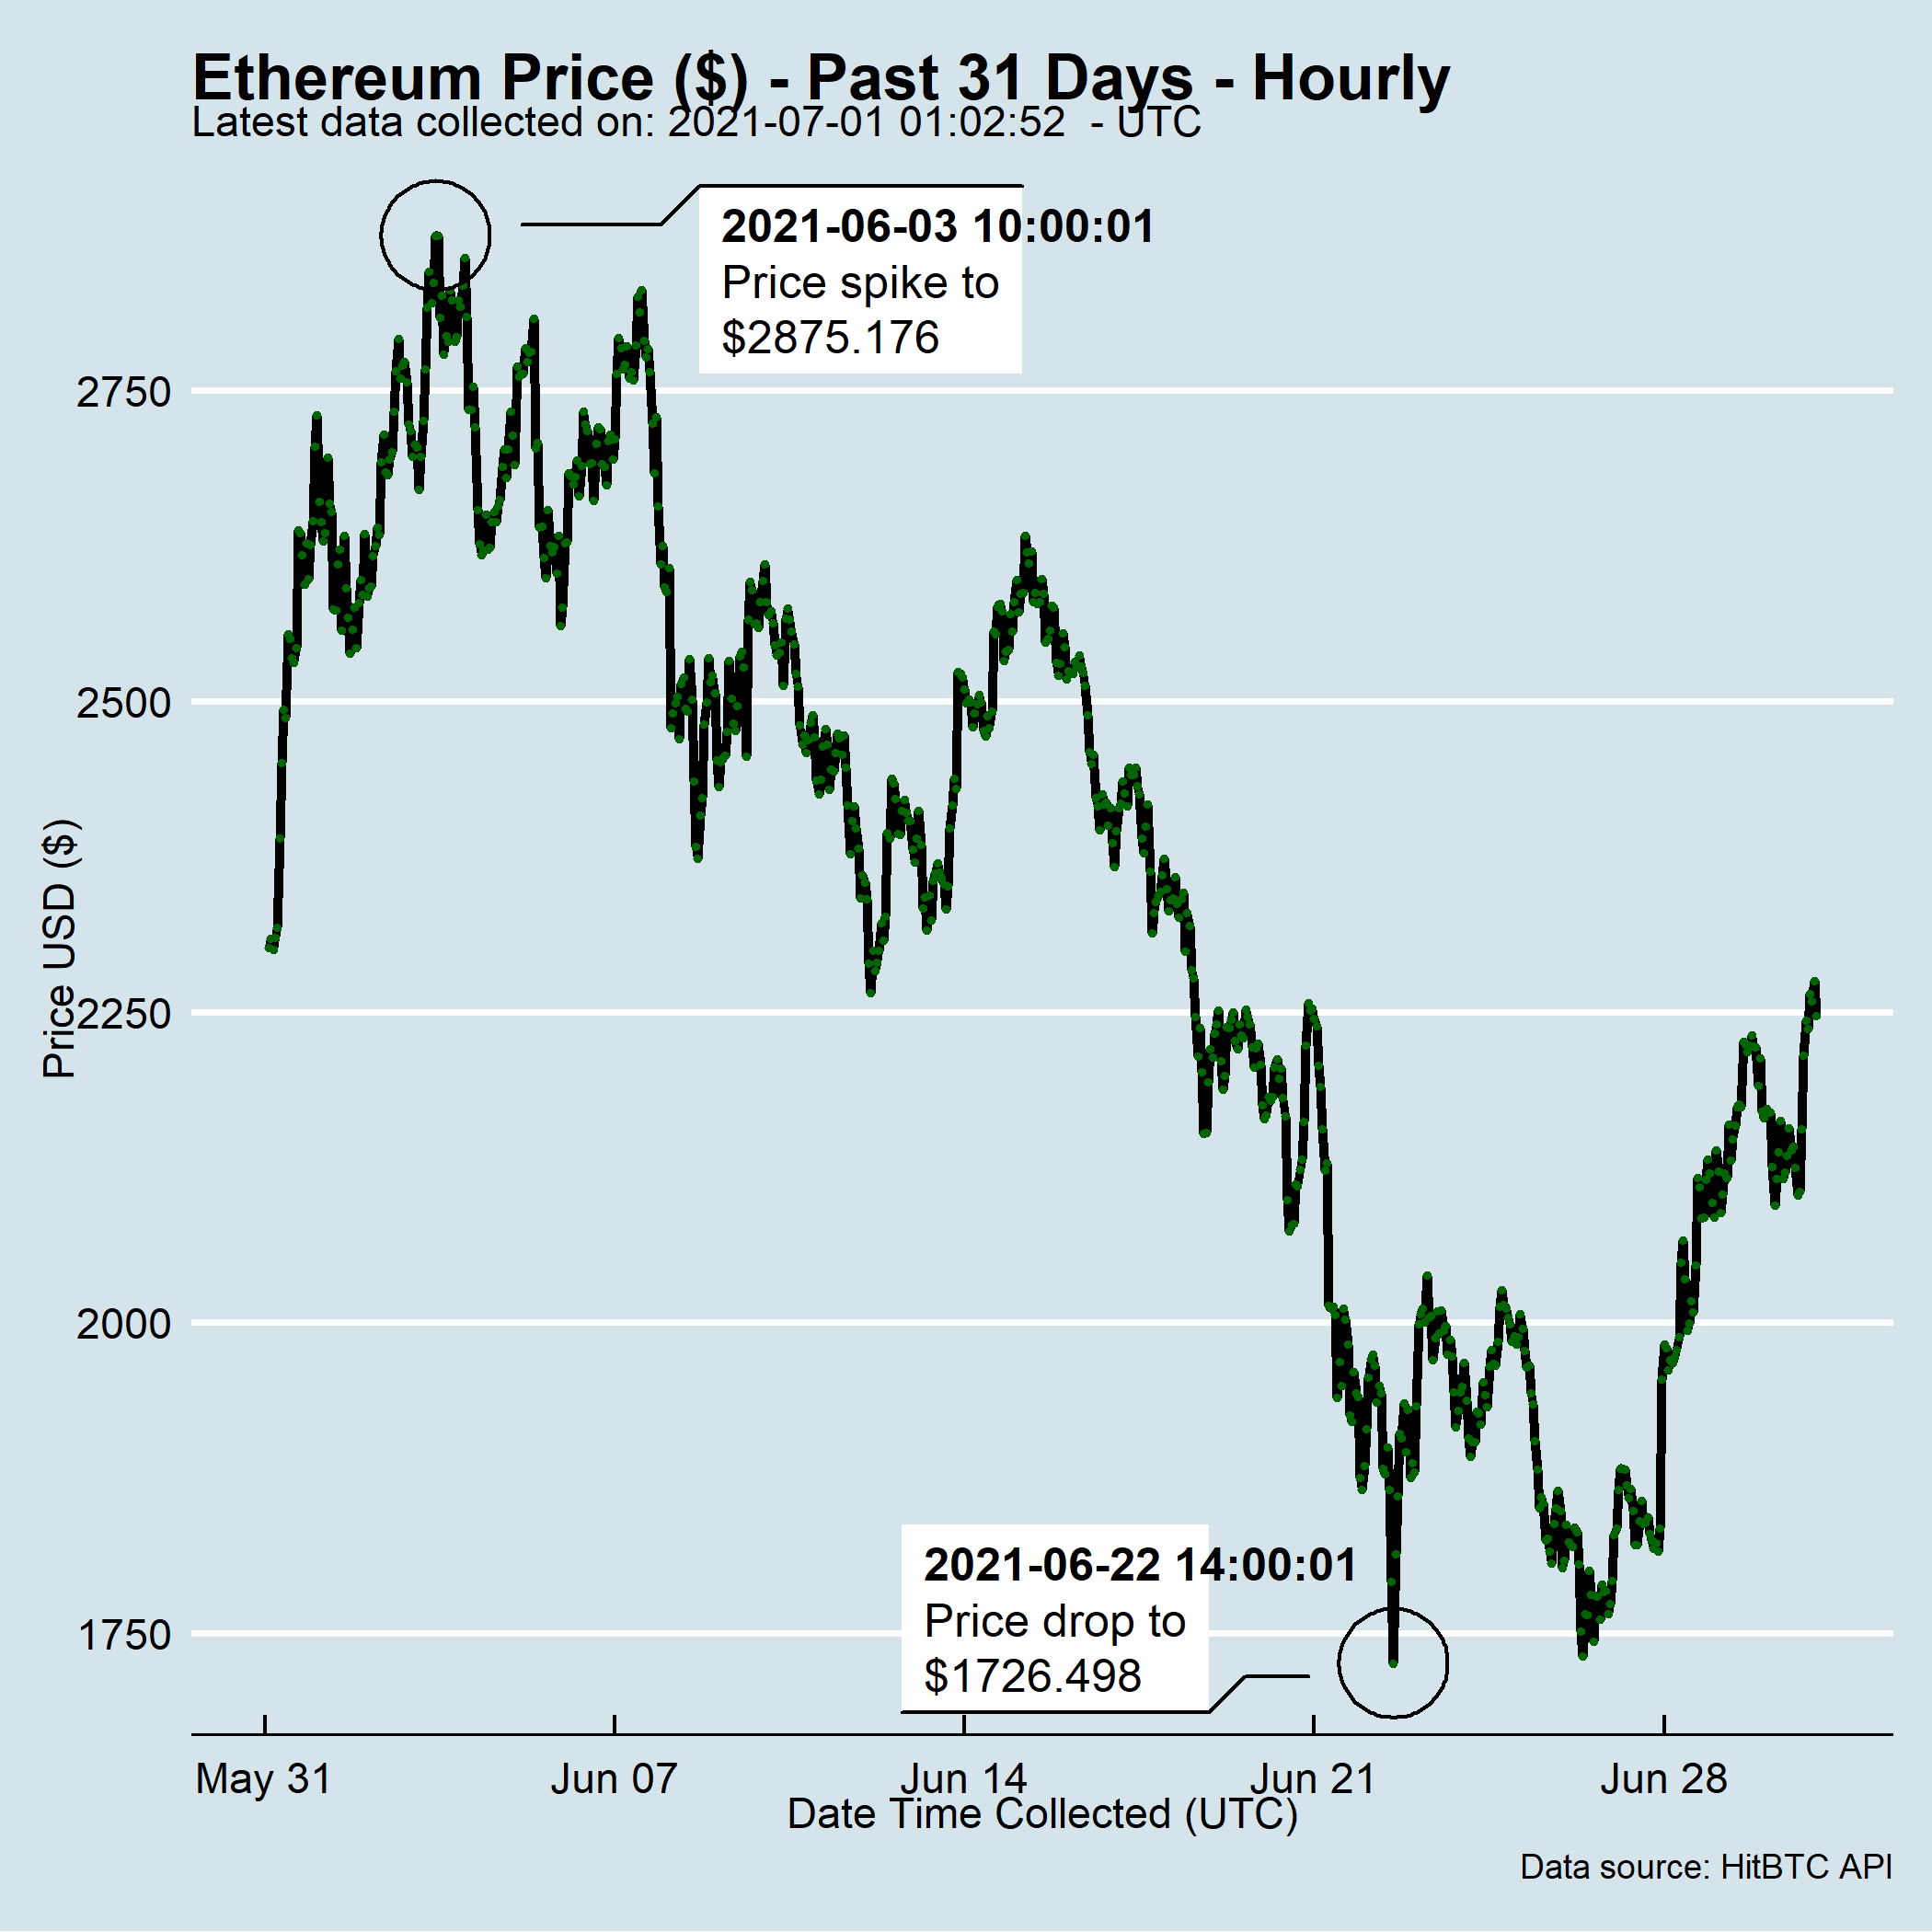 Ethereum Price ($) - Past 31 Days - Hourly
Latest data collected on: 2021-07-01 01:02:52  - UTC
2021-06-03 10:00:01
Price spike to
$2875.176
2750
2500
2250
2000
1750
Price USD ($)
2021-06-22 14:00:01
Price drop to
$1726.498
May 31
Jun 07
Jun 14
Jun 21
Jun 28
Date Time Collected (UTC)
Data source: HitBTC API